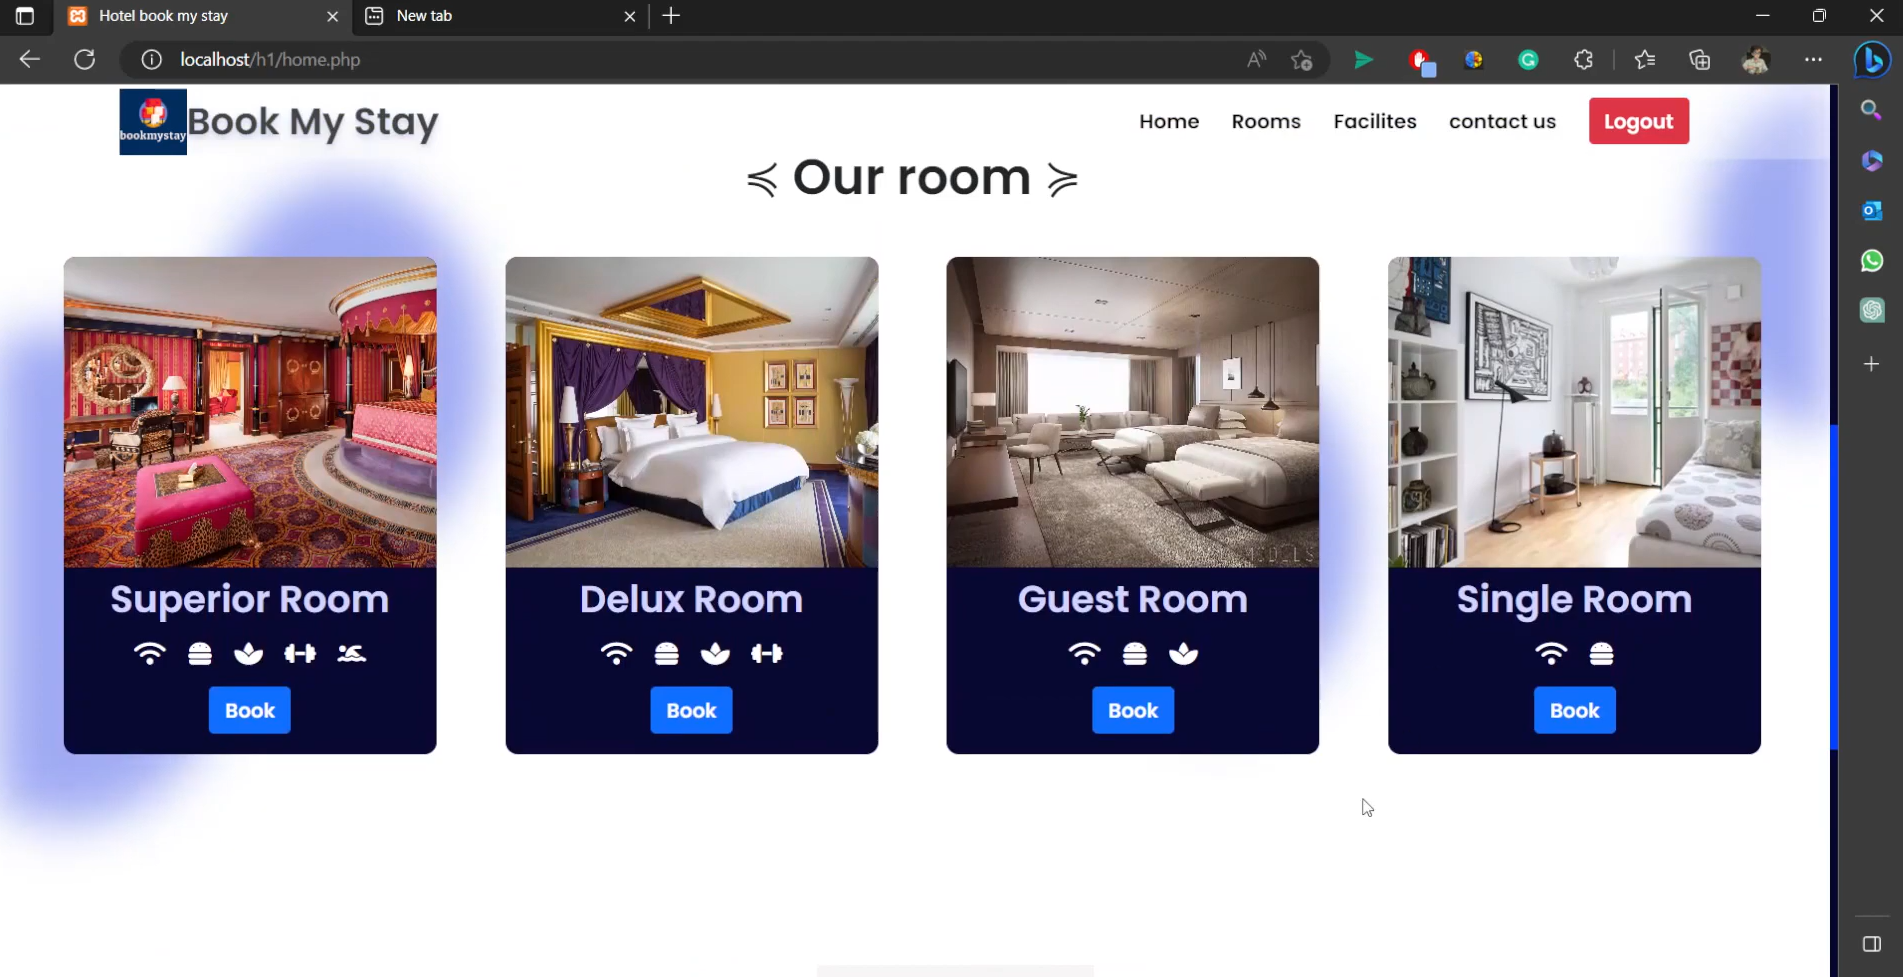 Hotel book my stay
New tab
localhost/h1/home.php
bookmystay
Book My Stay
Home
Rooms
Facilites
contact us
Logout
≼ Our room ≽
Superior Room
Book
Delux Room
Book
Guest Room
Book
Single Room
Book